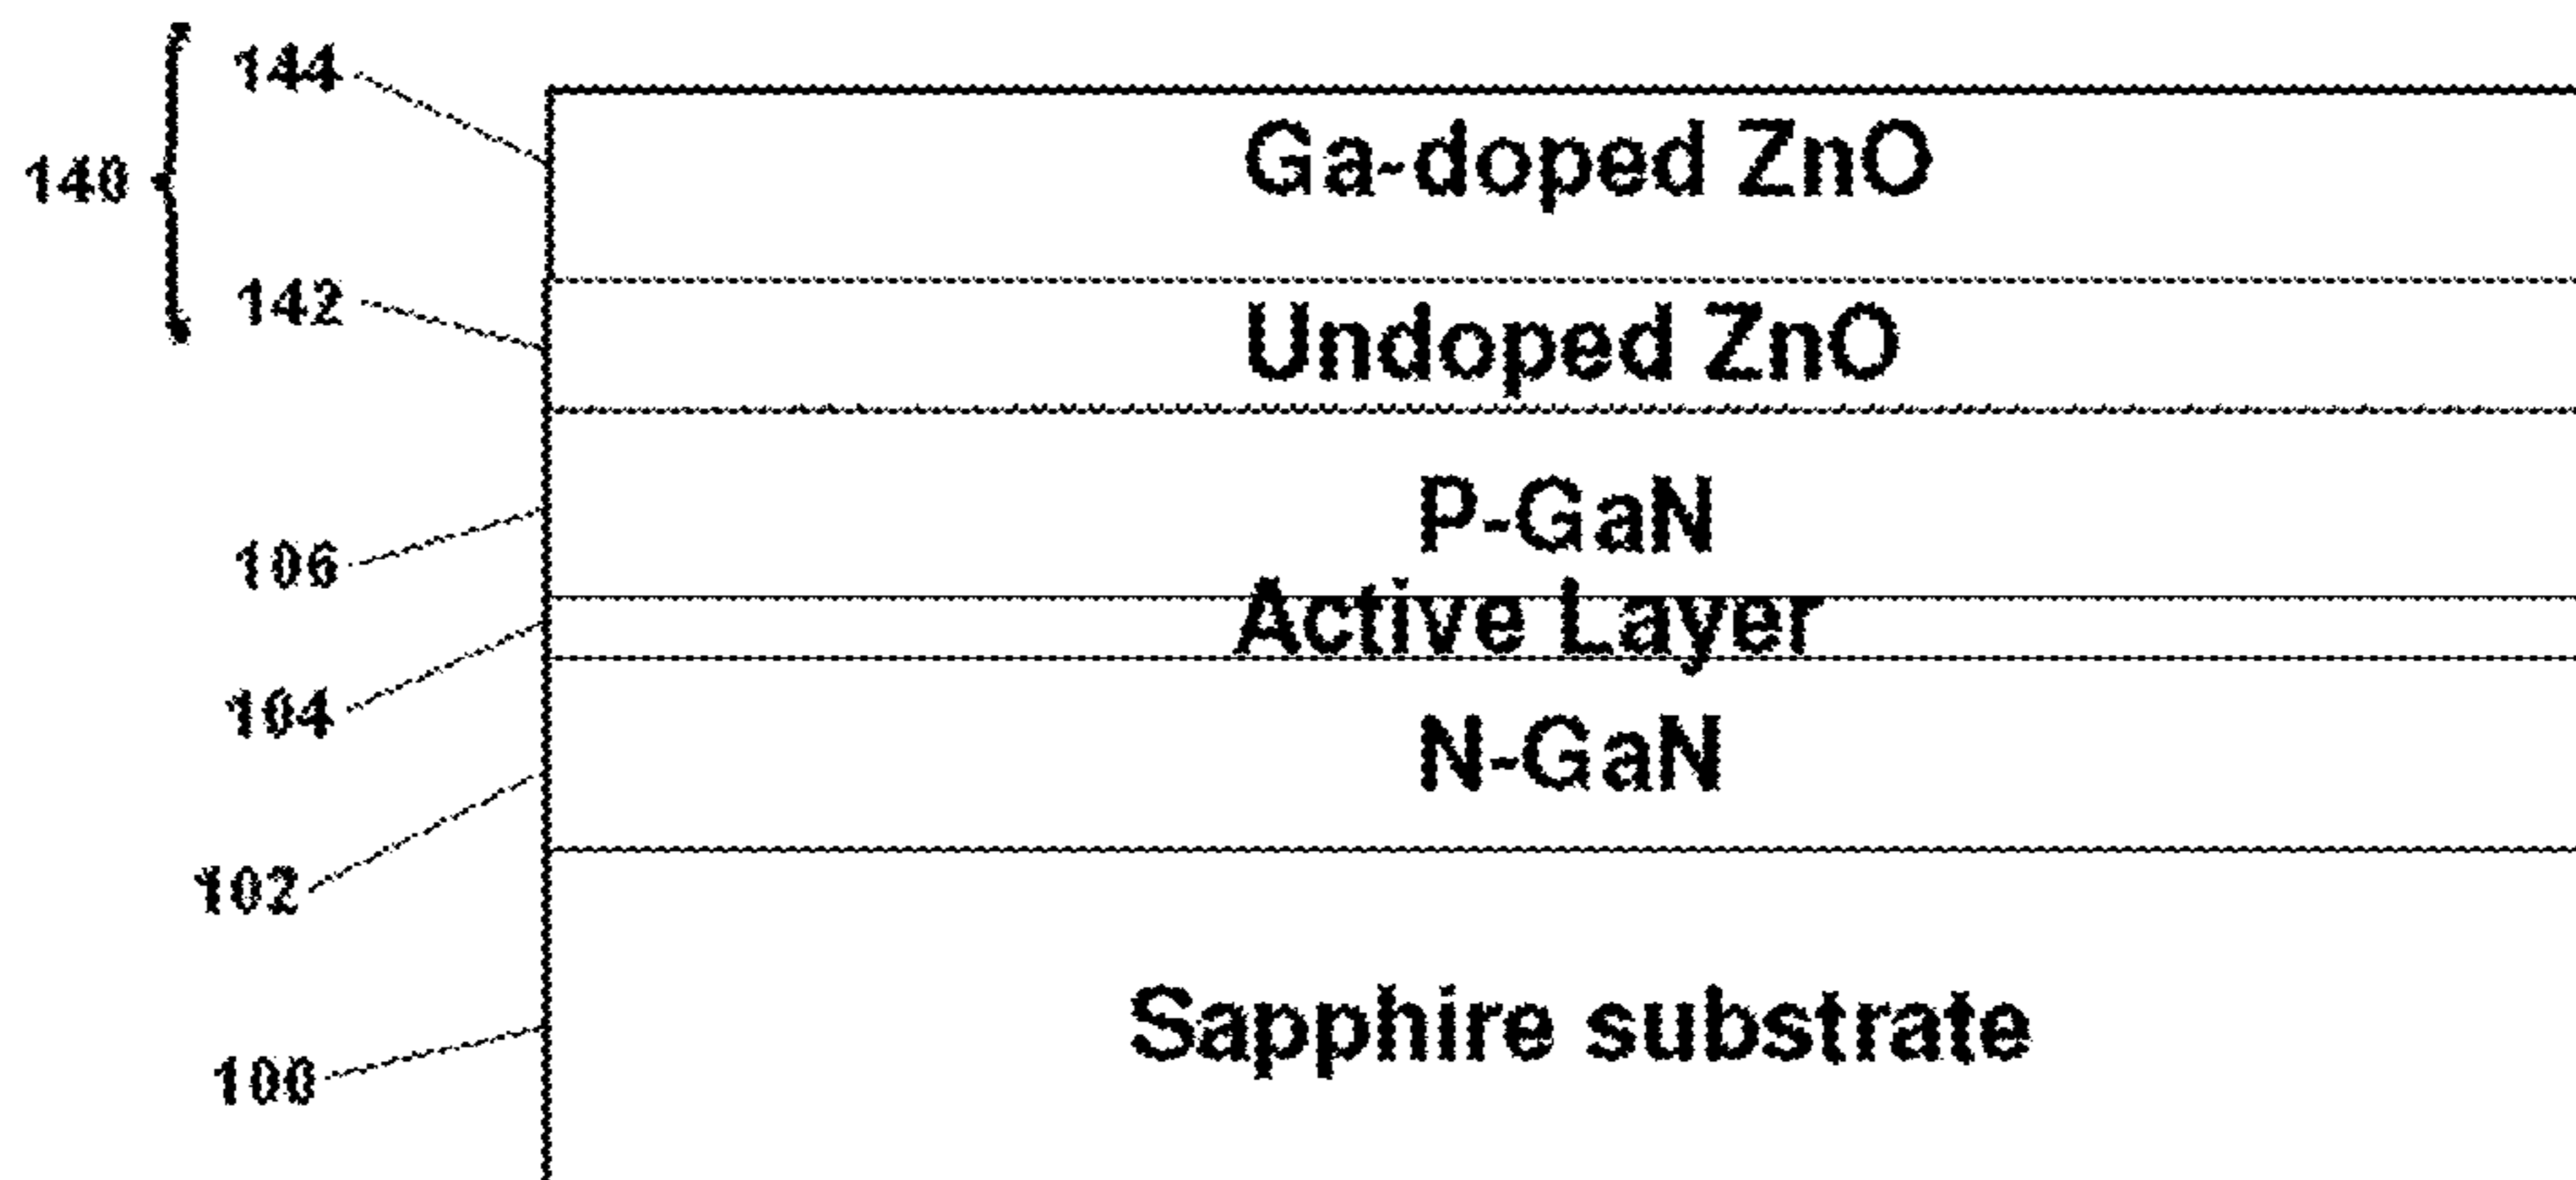 144
Ga-doped ZnO
140
142
Undoped ZnO
P-GaN
106
Active Layer
104
N-GaN
102
Sapphire substrate
100